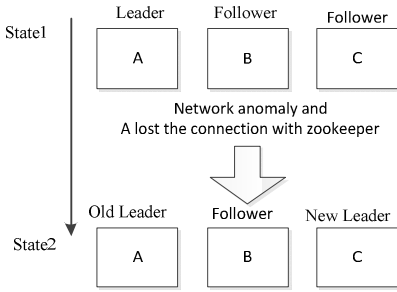 Leader Follower Follower
State1
A B C
Network anomaly and
A lost the connection with zookeeper
Old Leader Follower New Leader
State2
A B C